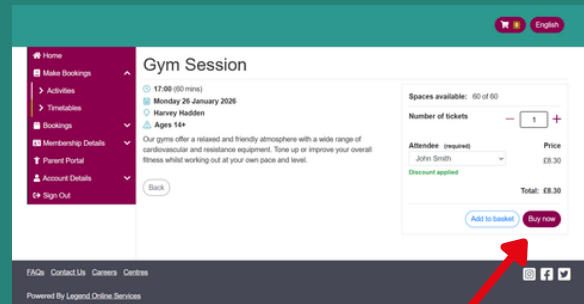 English
Home
Make Bookings
Activities
Timetables
Bookings
Membership Details
Parent Portal
Account Details
Sign Out
Gym Session
17:00 (60 mins)
Monday 26 January 2026
Harvey Hadden
Ages 14+
Our gyms offer a relaxed and friendly atmosphere with a wide range of
cardiovascular and resistance equipment. Tone up or improve your overall
fitness whilst working out at your own pace and level.
Back
Spaces available: 60 of 60
Number of tickets
1
Attendee (required) Price
John Smith £8.30
Discount applied
Total: £8.30
Add to basket Buy now
FAQs Contact Us Careers Centres
Powered By Legend Online Services